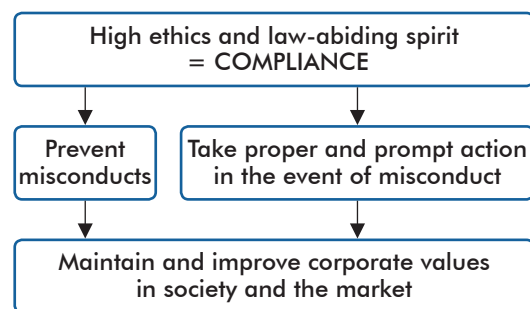 High ethics and law-abiding spirit
= COMPLIANCE
Prevent
misconducts
Take proper and prompt action
in the event of misconduct
Maintain and improve corporate values
in society and the market